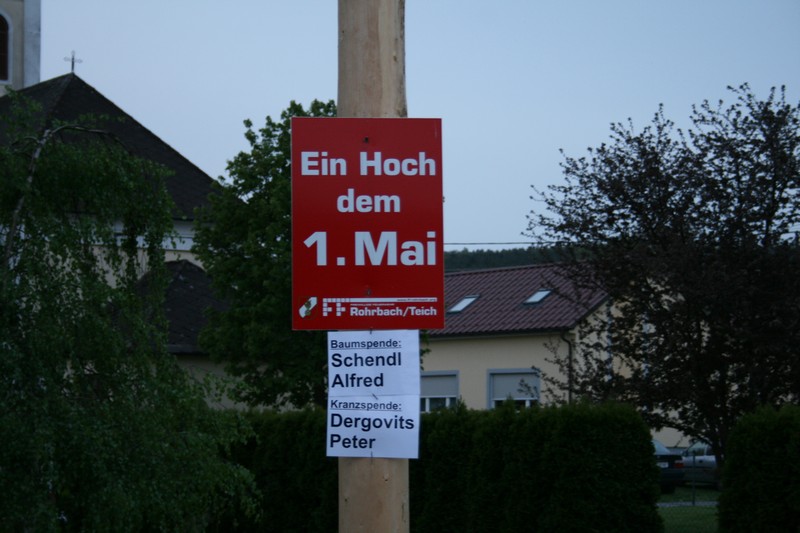 Ein Hoch
dem
1. Mai
FF
Rohrbach/Teich
Baumspende:
Schendl
Alfred
Kranzspende:
Dergovits
Peter